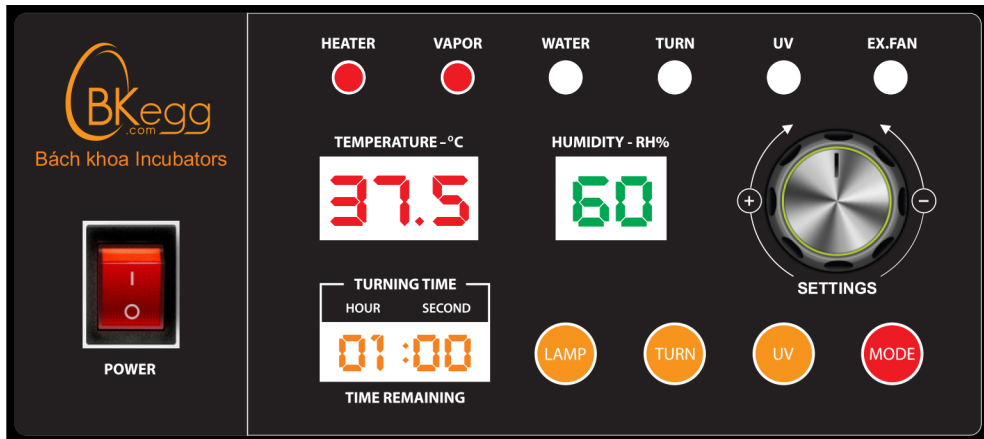 BKegg
.com
Bách khoa Incubators
I
O
POWER
HEATER VAPOR WATER TURN UV EX.FAN
TEMPERATURE -°C HUMIDITY - RH%
37.5 60
+ -
SETTINGS
TURNING TIME
HOUR SECOND
01 :00
TIME REMAINING
LAMP TURN UV MODE